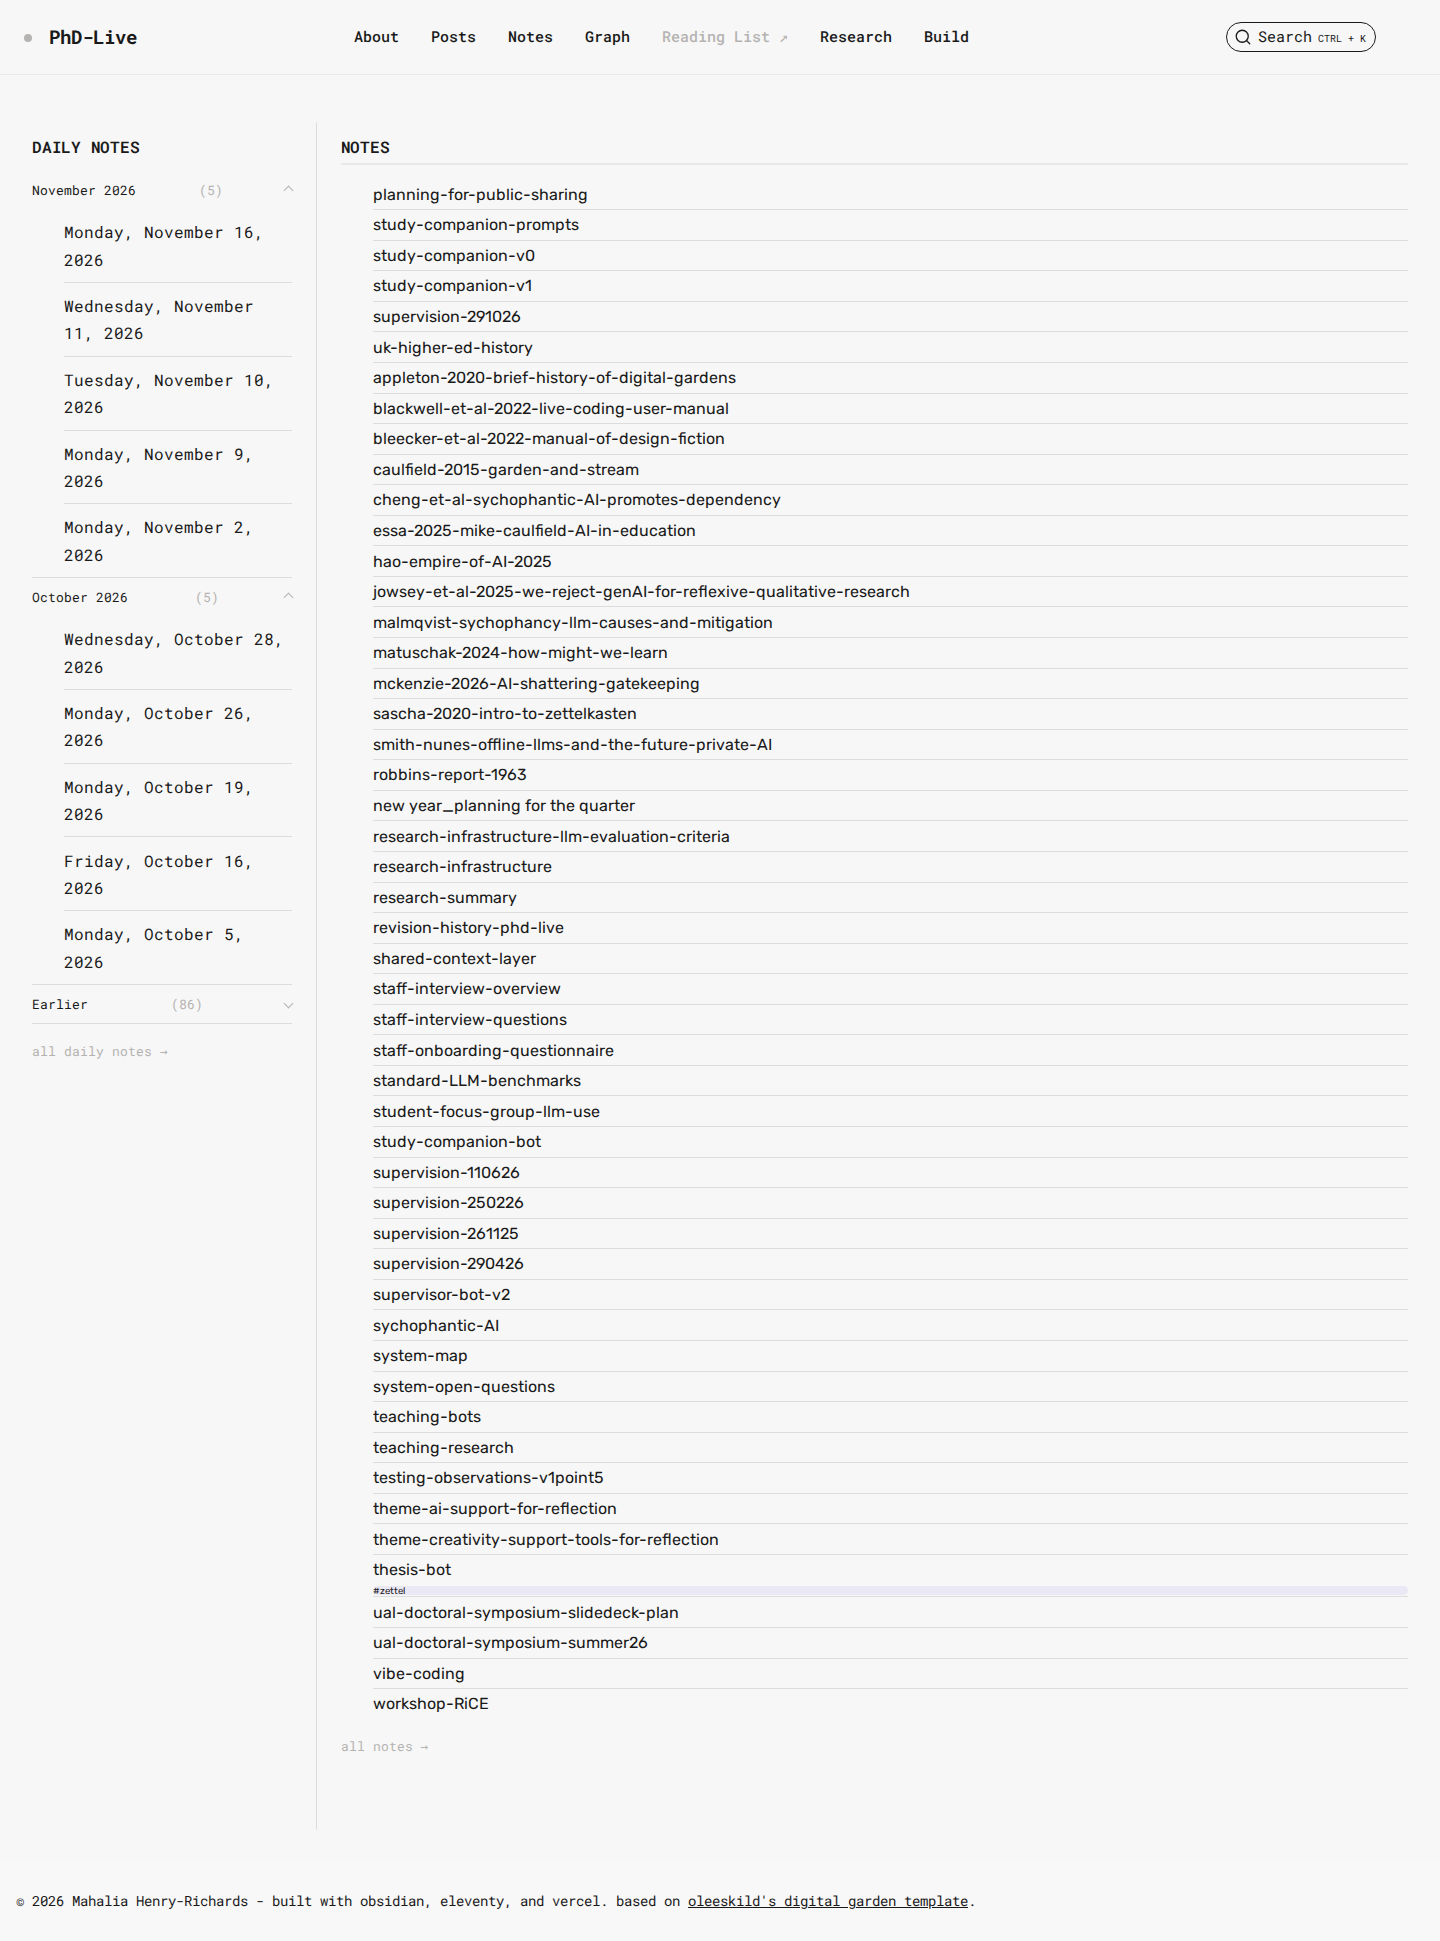 PhD-Live
About Posts Notes Graph Reading List ↗ Research Build
Search CTRL + K
DAILY NOTES
November 2026 (5)
Monday, November 16,
2026
Wednesday, November
11, 2026
Tuesday, November 10,
2026
Monday, November 9,
2026
Monday, November 2,
2026
October 2026 (5)
Wednesday, October 28,
2026
Monday, October 26,
2026
Monday, October 19,
2026
Friday, October 16,
2026
Monday, October 5,
2026
Earlier (86)
all daily notes →
NOTES
planning-for-public-sharing
study-companion-prompts
study-companion-v0
study-companion-v1
supervision-291026
uk-higher-ed-history
appleton-2020-brief-history-of-digital-gardens
blackwell-et-al-2022-live-coding-user-manual
bleecker-et-al-2022-manual-of-design-fiction
caulfield-2015-garden-and-stream
cheng-et-al-sychophantic-AI-promotes-dependency
essa-2025-mike-caulfield-AI-in-education
hao-empire-of-AI-2025
jowsey-et-al-2025-we-reject-genAI-for-reflexive-qualitative-research
malmqvist-sychophancy-llm-causes-and-mitigation
matuschak-2024-how-might-we-learn
mckenzie-2026-AI-shattering-gatekeeping
sascha-2020-intro-to-zettelkasten
smith-nunes-offline-llms-and-the-future-private-AI
robbins-report-1963
new year_planning for the quarter
research-infrastructure-llm-evaluation-criteria
research-infrastructure
research-summary
revision-history-phd-live
shared-context-layer
staff-interview-overview
staff-interview-questions
staff-onboarding-questionnaire
standard-LLM-benchmarks
student-focus-group-llm-use
study-companion-bot
supervision-110626
supervision-250226
supervision-261125
supervision-290426
supervisor-bot-v2
sychophantic-AI
system-map
system-open-questions
teaching-bots
teaching-research
testing-observations-v1point5
theme-ai-support-for-reflection
theme-creativity-support-tools-for-reflection
thesis-bot
#zettel
ual-doctoral-symposium-slidedeck-plan
ual-doctoral-symposium-summer26
vibe-coding
workshop-RiCE
all notes →
© 2026 Mahalia Henry-Richards - built with obsidian, eleventy, and vercel. based on oleeskild's digital garden template.